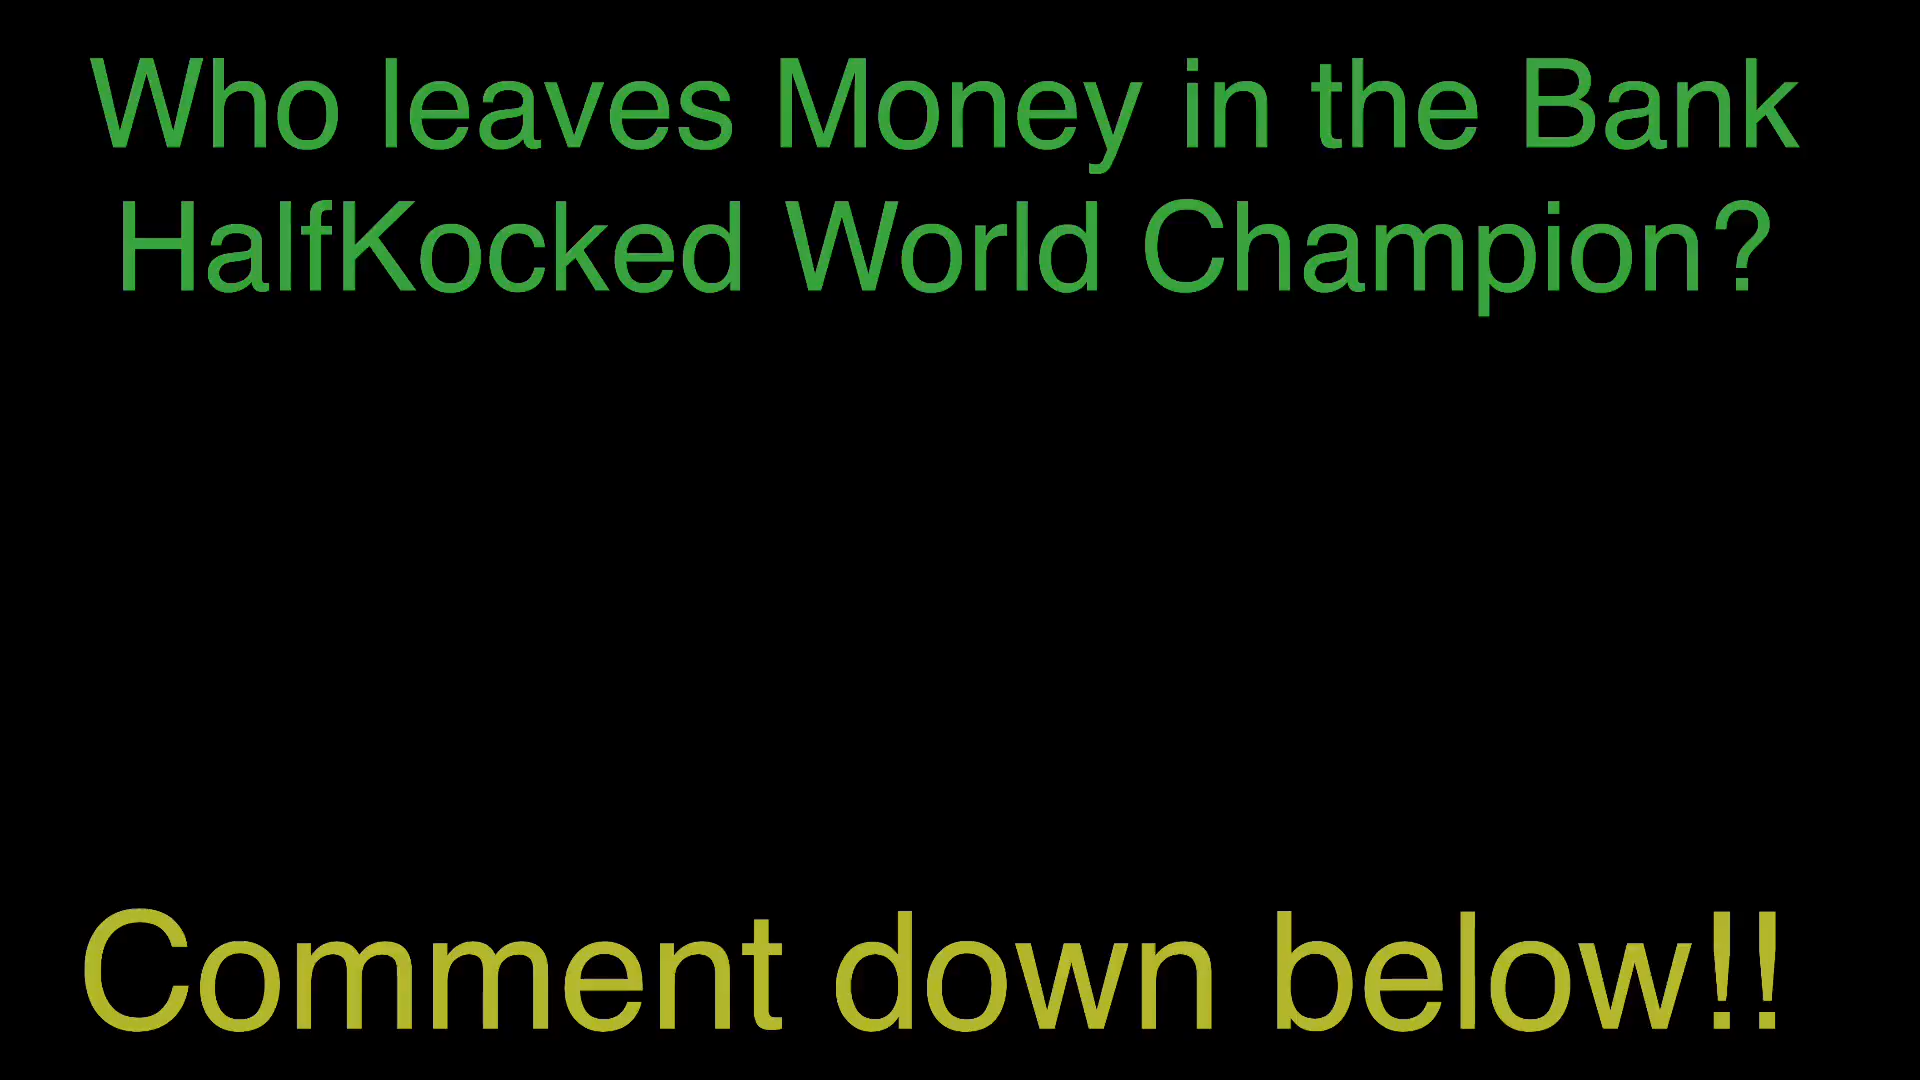 Who leaves Money in the Bank
HalfKocked World Champion?
Comment down below!!